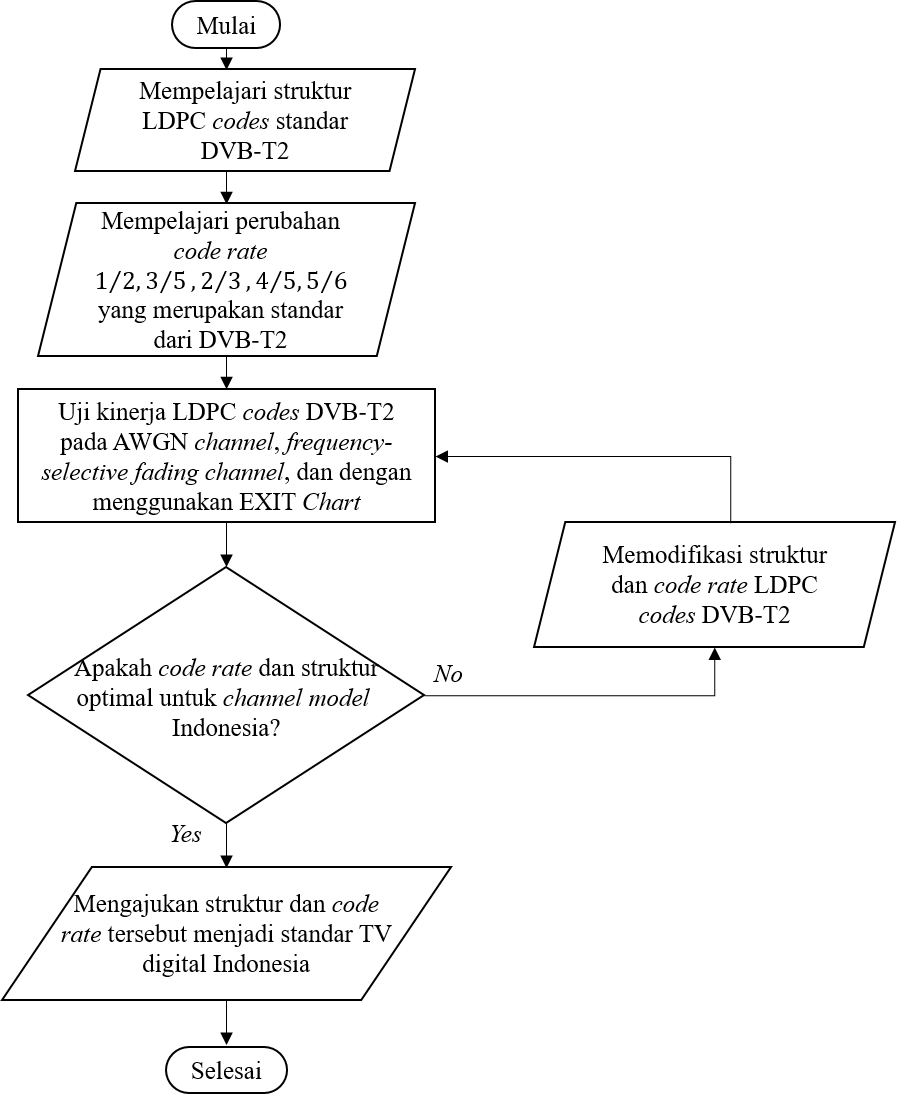 Mulai
Mempelajari struktur
LDPC codes standar
DVB-T2
Mempelajari perubahan
code rate
1/2, 3/5 , 2/3 , 4/5, 5/6
yang merupakan standar
dari DVB-T2
Uji kinerja LDPC codes DVB-T2
pada AWGN channel, frequency-
selective fading channel, dan dengan
menggunakan EXIT Chart
Memodifikasi struktur
dan code rate LDPC
codes DVB-T2
Apakah code rate dan struktur
optimal untuk channel model
Indonesia?
No
Yes
Mengajukan struktur dan code
rate tersebut menjadi standar TV
digital Indonesia
Selesai